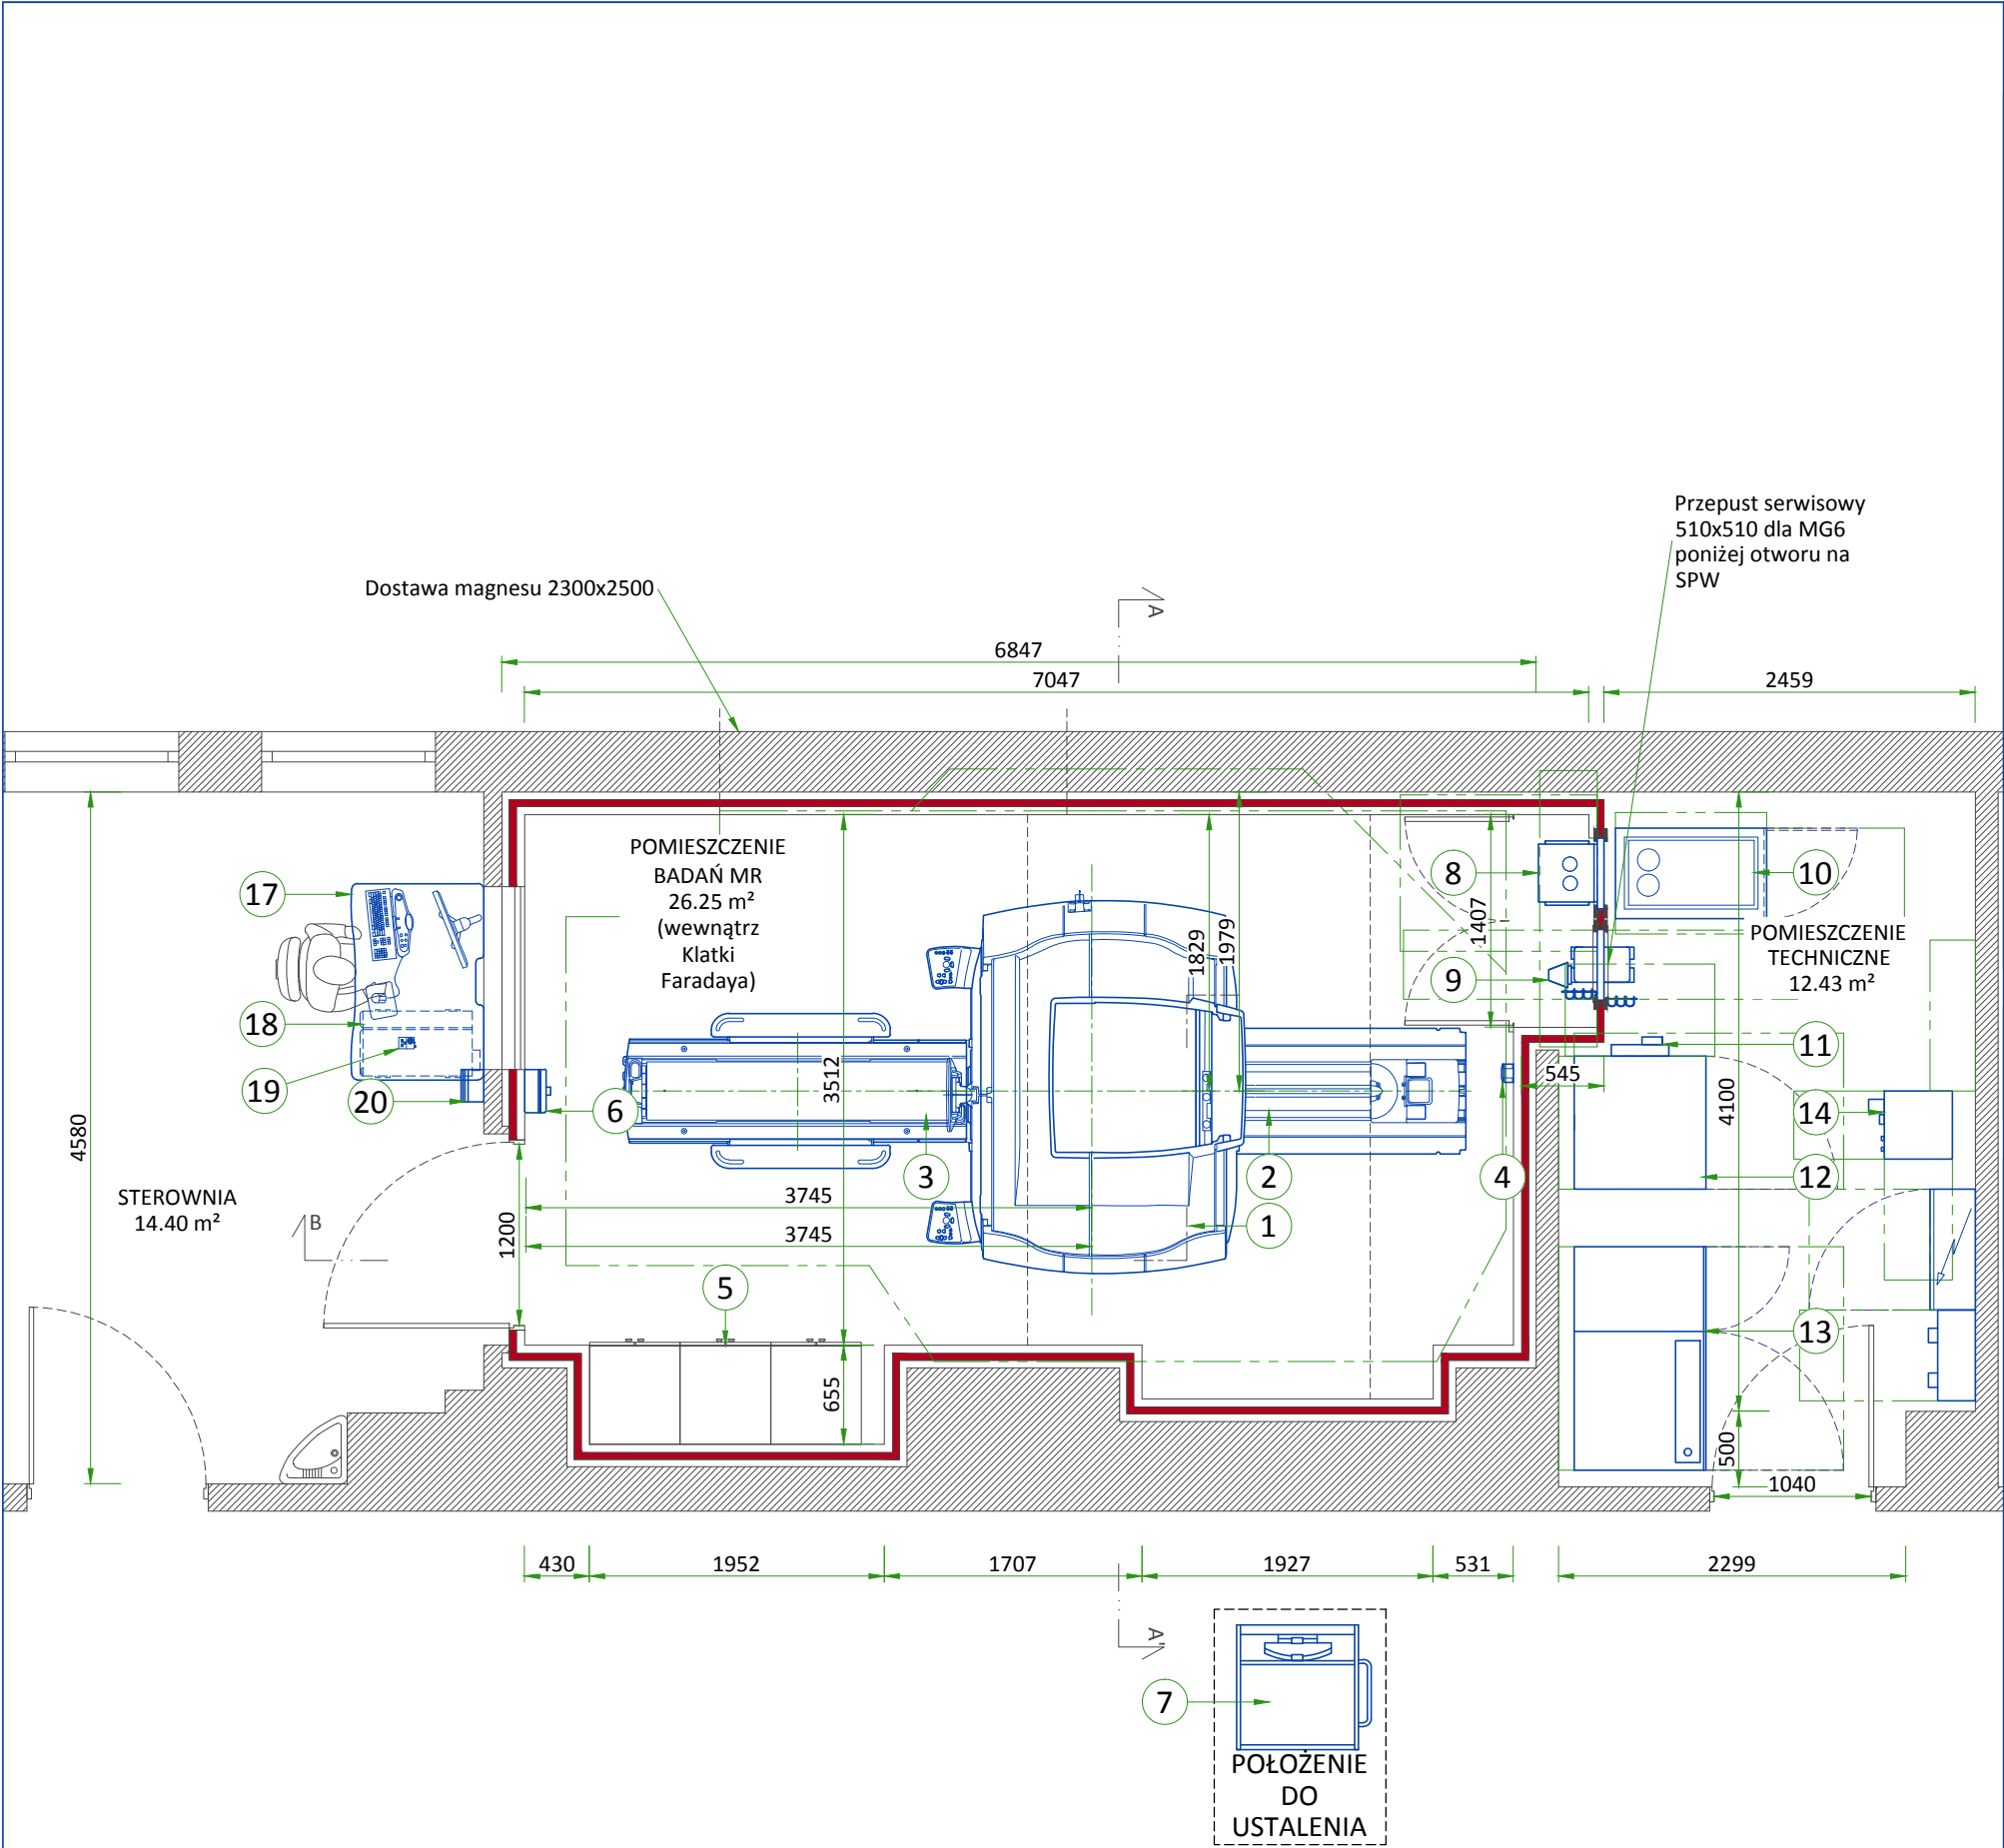 Przepust serwisowy
510x510 dla MG6
poniżej otworu na
SPW
Dostawa magnesu 2300x2500
A
6847
7047
2459
POMIESZCZENIE
BADAŃ MR
26.25 m²
(wewnątrz
Klatki
Faradaya)
17
8
10
1407
1829
1979
POMIESZCZENIE
TECHNICZNE
12.43 m²
9
18
19
20
6
3512
11
545
4100
14
4580
3
2
4
12
STEROWNIA
14.40 m²
B
1200
3745
3745
1
5
13
655
500
1040
430
1952
1707
1927
531
2299
A'
7
POŁOŻENIE
DO
USTALENIA